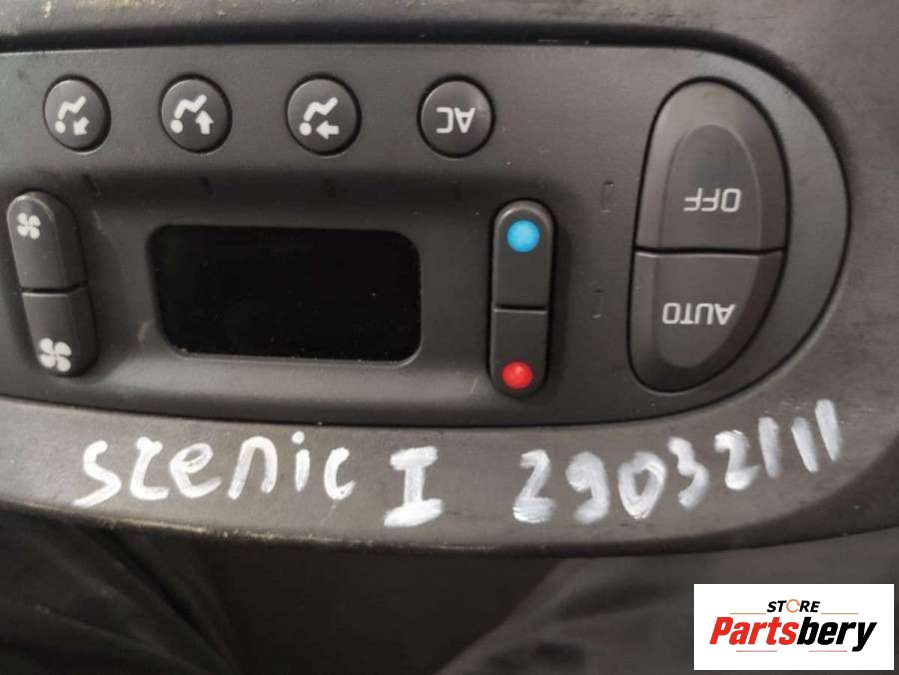 AC
OFF
AUTO
scenic I 29032111
STORE
Partsbery